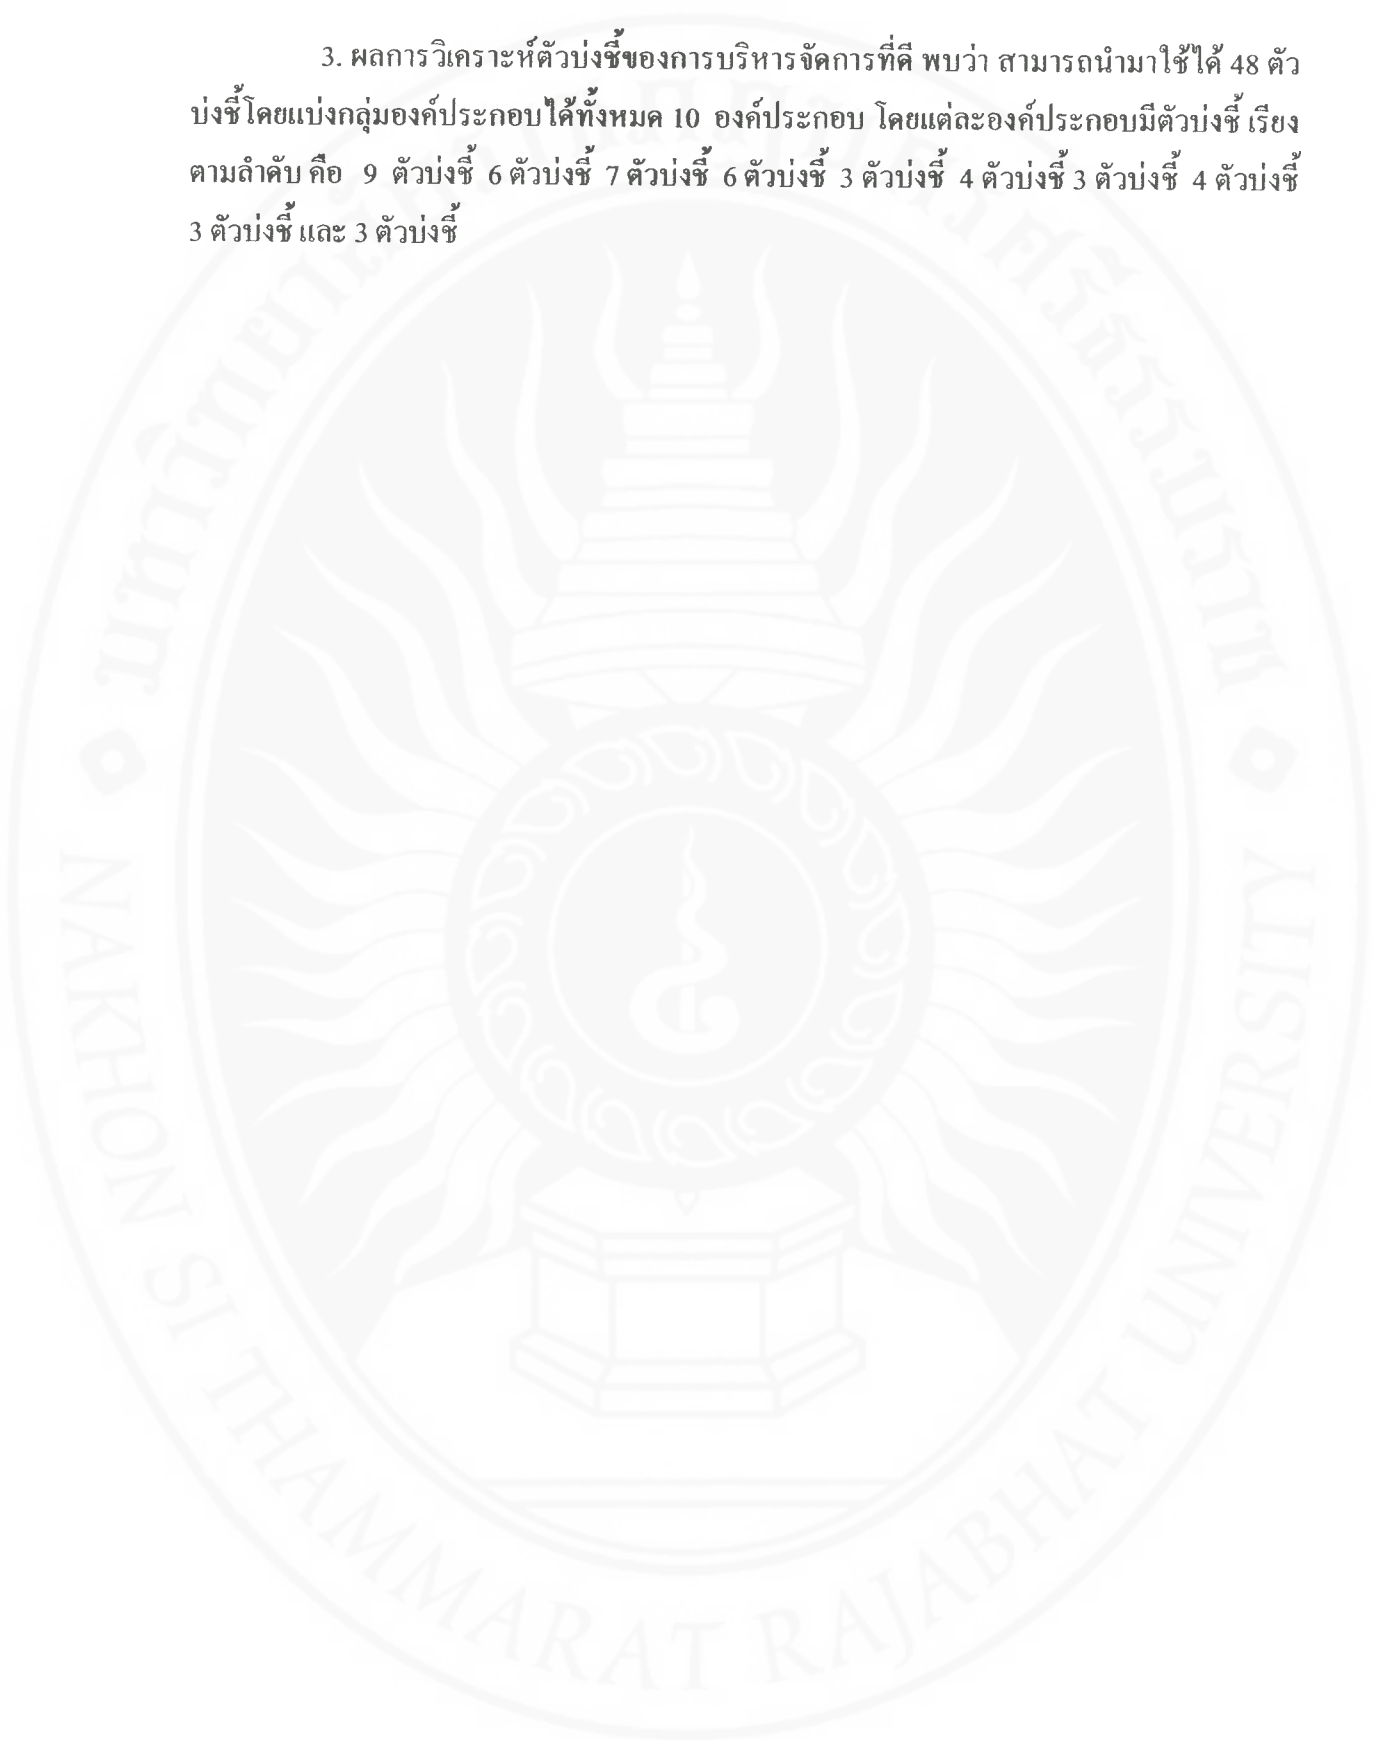 3. ผลการวิเคราะห์ตัวบ่งชี้ของการบริหารจัดการที่ดี พบว่า สามารถนำมาใช้ได้ 48 ตัว
บ่งชี้โดยแบ่งกลุ่มองค์ประกอบได้ทั้งหมด 10 องค์ประกอบ โดยแต่ละองค์ประกอบมีตัวบ่งชี้ เรียง
ตามลำดับ คือ 9 ตัวบ่งชี้ 6 ตัวบ่งชี้ 7 ตัวบ่งชี้ 6 ตัวบ่งชี้ 3 ตัวบ่งชี้ 4 ตัวบ่งชี้ 3 ตัวบ่งชี้ 4 ตัวบ่งชี้
3 ตัวบ่งชี้ และ 3 ตัวบ่งชี้
NAKHON SI THAMMARAT RAJABHAT UNIVERSITY